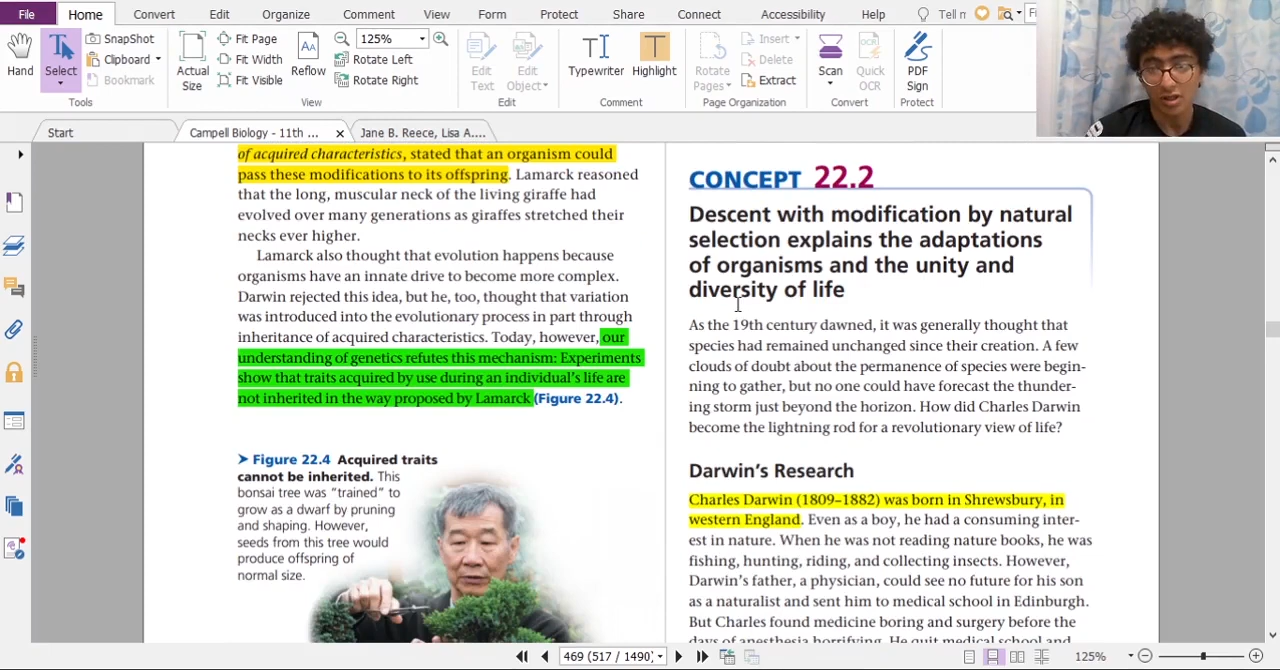 File
Home
Convert
Edit
Organize
Comment
View
Form
Protect
Share
Connect
Accessibility
Help
Tell
Hand
Select
SnapShot
Clipboard
Bookmark
Tools
Actual Size
Fit Page
Fit Width
Fit Visible
Reflow
125%
Rotate Left
Rotate Right
View
Edit Text
Edit Object
Edit
Typewriter
Highlight
Comment
Rotate Pages
Insert
Delete
Extract
Page Organization
Scan
Quick OCR
Convert
PDF Sign
Protect
Start
Campell Biology - 11th ...
Jane B. Reece, Lisa A....
of acquired characteristics, stated that an organism could
pass these modifications to its offspring. Lamarck reasoned
that the long, muscular neck of the living giraffe had
evolved over many generations as giraffes stretched their
necks ever higher.
Lamarck also thought that evolution happens because
organisms have an innate drive to become more complex.
Darwin rejected this idea, but he, too, thought that variation
was introduced into the evolutionary process in part through
inheritance of acquired characteristics. Today, however, our
understanding of genetics refutes this mechanism: Experiments
show that traits acquired by use during an individual's life are
not inherited in the way proposed by Lamarck (Figure 22.4).
➤ Figure 22.4 Acquired traits
cannot be inherited. This
bonsai tree was "trained" to
grow as a dwarf by pruning
and shaping. However,
seeds from this tree would
produce offspring of
normal size.
CONCEPT 22.2
Descent with modification by natural
selection explains the adaptations
of organisms and the unity and
diversity of life
As the 19th century dawned, it was generally thought that
species had remained unchanged since their creation. A few
clouds of doubt about the permanence of species were begin-
ning to gather, but no one could have forecast the thunder-
ing storm just beyond the horizon. How did Charles Darwin
become the lightning rod for a revolutionary view of life?
Darwin's Research
Charles Darwin (1809–1882) was born in Shrewsbury, in
western England. Even as a boy, he had a consuming inter-
est in nature. When he was not reading nature books, he was
fishing, hunting, riding, and collecting insects. However,
Darwin's father, a physician, could see no future for his son
as a naturalist and sent him to medical school in Edinburgh.
But Charles found medicine boring and surgery before the
days of anesthesia horrifying. He quit medical school and
469 (517 / 1490)
125%